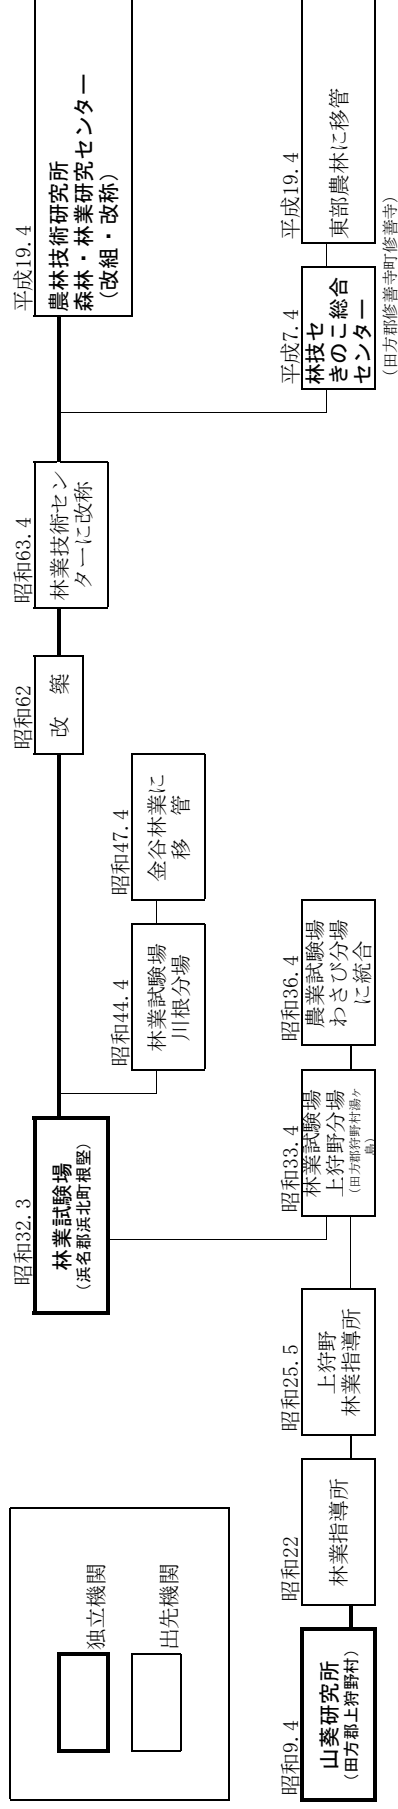 独立機関
出先機関
昭和32.3
林業試験場
(浜名郡浜北町根堅)
昭和62
改　築
昭和63.4
林業技術セン
ターに改称
平成19.4
農林技術研究所
森林・林業研究センター
(改組・改称)
昭和44.4
林業試験場
川根分場
昭和47.4
金谷林業に
移　管
昭和9.4
山葵研究所
(田方郡上狩野村)
昭和22
林業指導所
昭和25.5
上狩野
林業指導所
昭和33.4
林業試験場
上狩野分場
(田方郡狩野村湯ヶ
島)
昭和36.4
農業試験場
わさび分場
に統合
平成7.4
林技セ
きのこ総合
センター
(田方郡修善寺町修善寺)
平成19.4
東部農林に移管